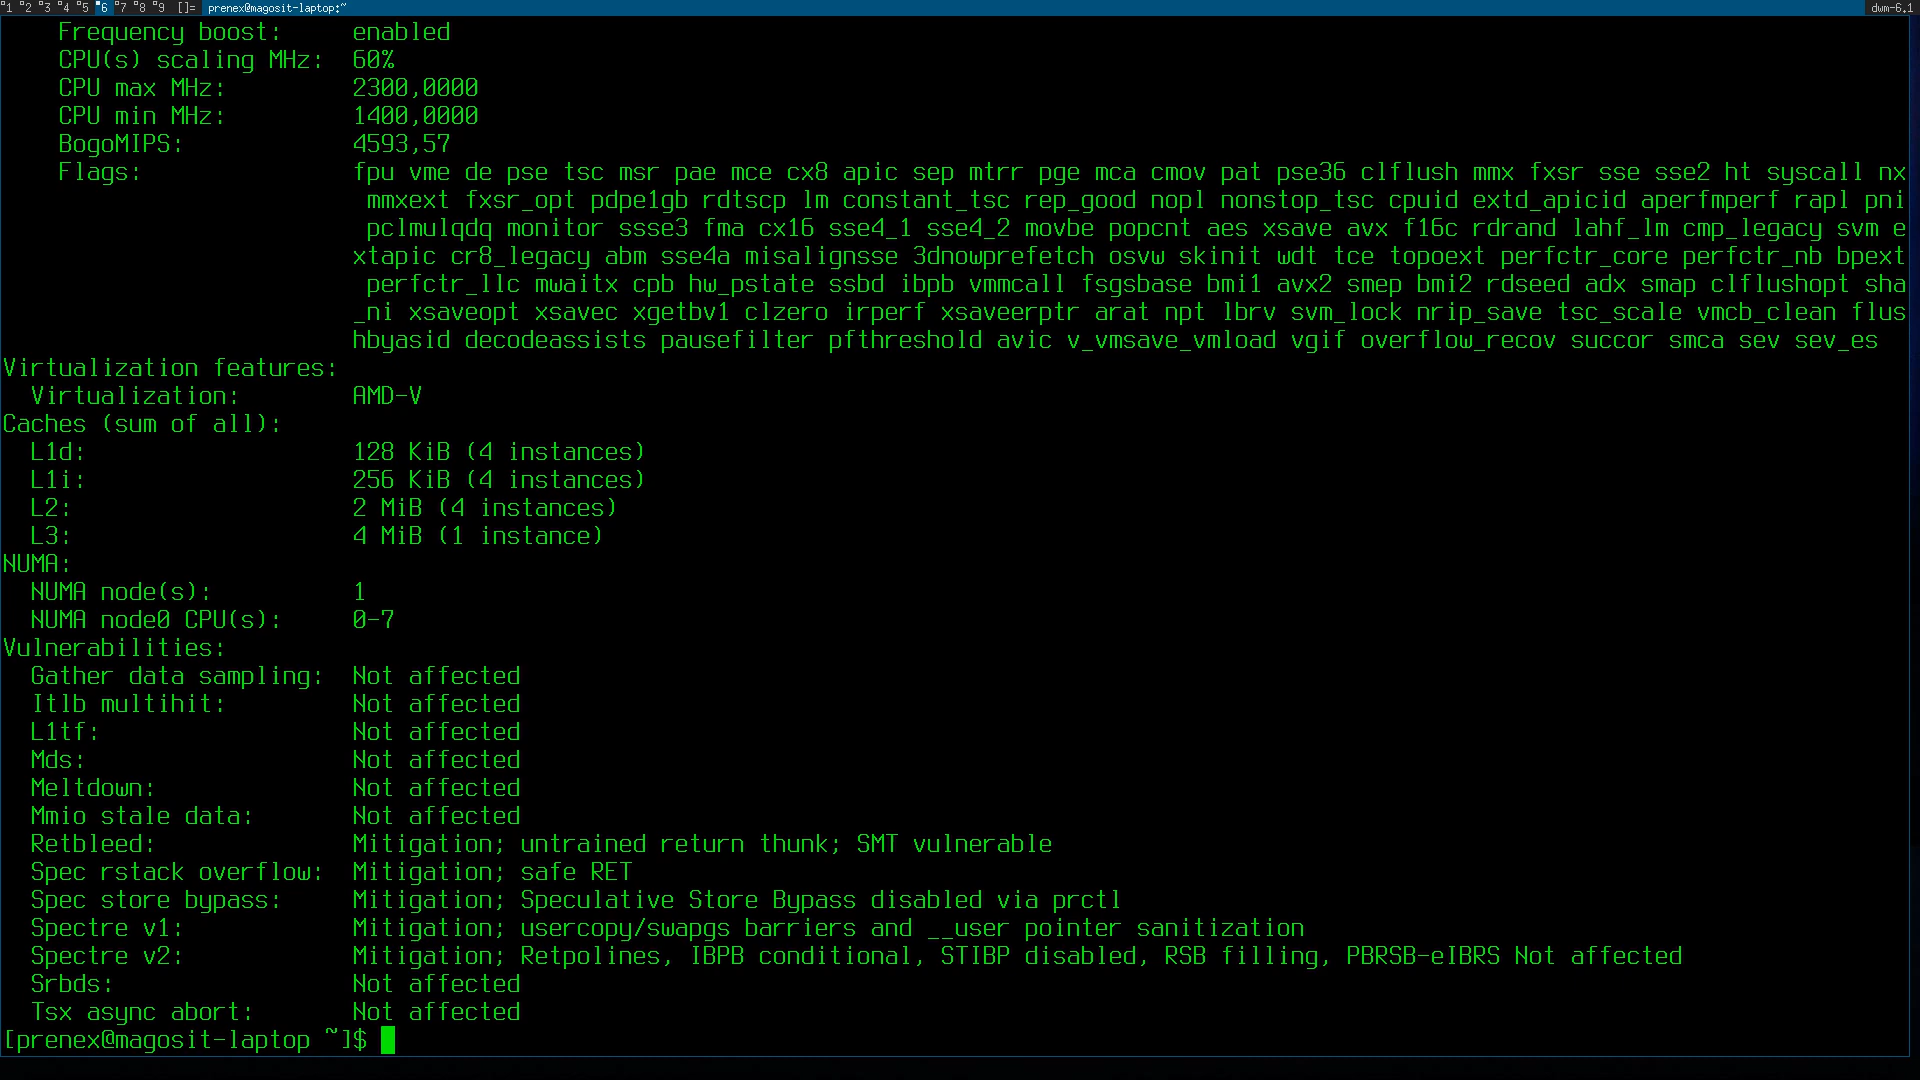 1 2 3 4 5 6 7 8 9 []= prenex@magosit-laptop:~ dwm-6.1
Frequency boost: enabled
CPU(s) scaling MHz: 60%
CPU max MHz: 2300,0000
CPU min MHz: 1400,0000
BogoMIPS: 4593,57
Flags: fpu vme de pse tsc msr pae mce cx8 apic sep mtrr pge mca cmov pat pse36 clflush mmx fxsr sse sse2 ht syscall nx
mmxext fxsr_opt pdpe1gb rdtscp lm constant_tsc rep_good nopl nonstop_tsc cpuid extd_apicid aperfmperf rapl pni
pclmulqdq monitor ssse3 fma cx16 sse4_1 sse4_2 movbe popcnt aes xsave avx f16c rdrand lahf_lm cmp_legacy svm e
xtapic cr8_legacy abm sse4a misalignsse 3dnowprefetch osvw skinit wdt tce topoext perfctr_core perfctr_nb bpext
perfctr_llc mwaitx cpb hw_pstate ssbd ibpb vmmcall fsgsbase bmi1 avx2 smep bmi2 rdseed adx smap clflushopt sha
_ni xsaveopt xsavec xgetbv1 clzero irperf xsaveerptr arat npt lbrv svm_lock nrip_save tsc_scale vmcb_clean flus
hbyasid decodeassists pausefilter pfthreshold avic v_vmsave_vmload vgif overflow_recov succor smca sev sev_es
Virtualization features:
Virtualization: AMD-V
Caches (sum of all):
L1d: 128 KiB (4 instances)
L1i: 256 KiB (4 instances)
L2: 2 MiB (4 instances)
L3: 4 MiB (1 instance)
NUMA:
NUMA node(s): 1
NUMA node0 CPU(s): 0-7
Vulnerabilities:
Gather data sampling: Not affected
Itlb multihit: Not affected
L1tf: Not affected
Mds: Not affected
Meltdown: Not affected
Mmio stale data: Not affected
Retbleed: Mitigation; untrained return thunk; SMT vulnerable
Spec rstack overflow: Mitigation; safe RET
Spec store bypass: Mitigation; Speculative Store Bypass disabled via prctl
Spectre v1: Mitigation; usercopy/swapgs barriers and __user pointer sanitization
Spectre v2: Mitigation; Retpolines, IBPB conditional, STIBP disabled, RSB filling, PBRSB-eIBRS Not affected
Srbds: Not affected
Tsx async abort: Not affected
[prenex@magosit-laptop ~]$